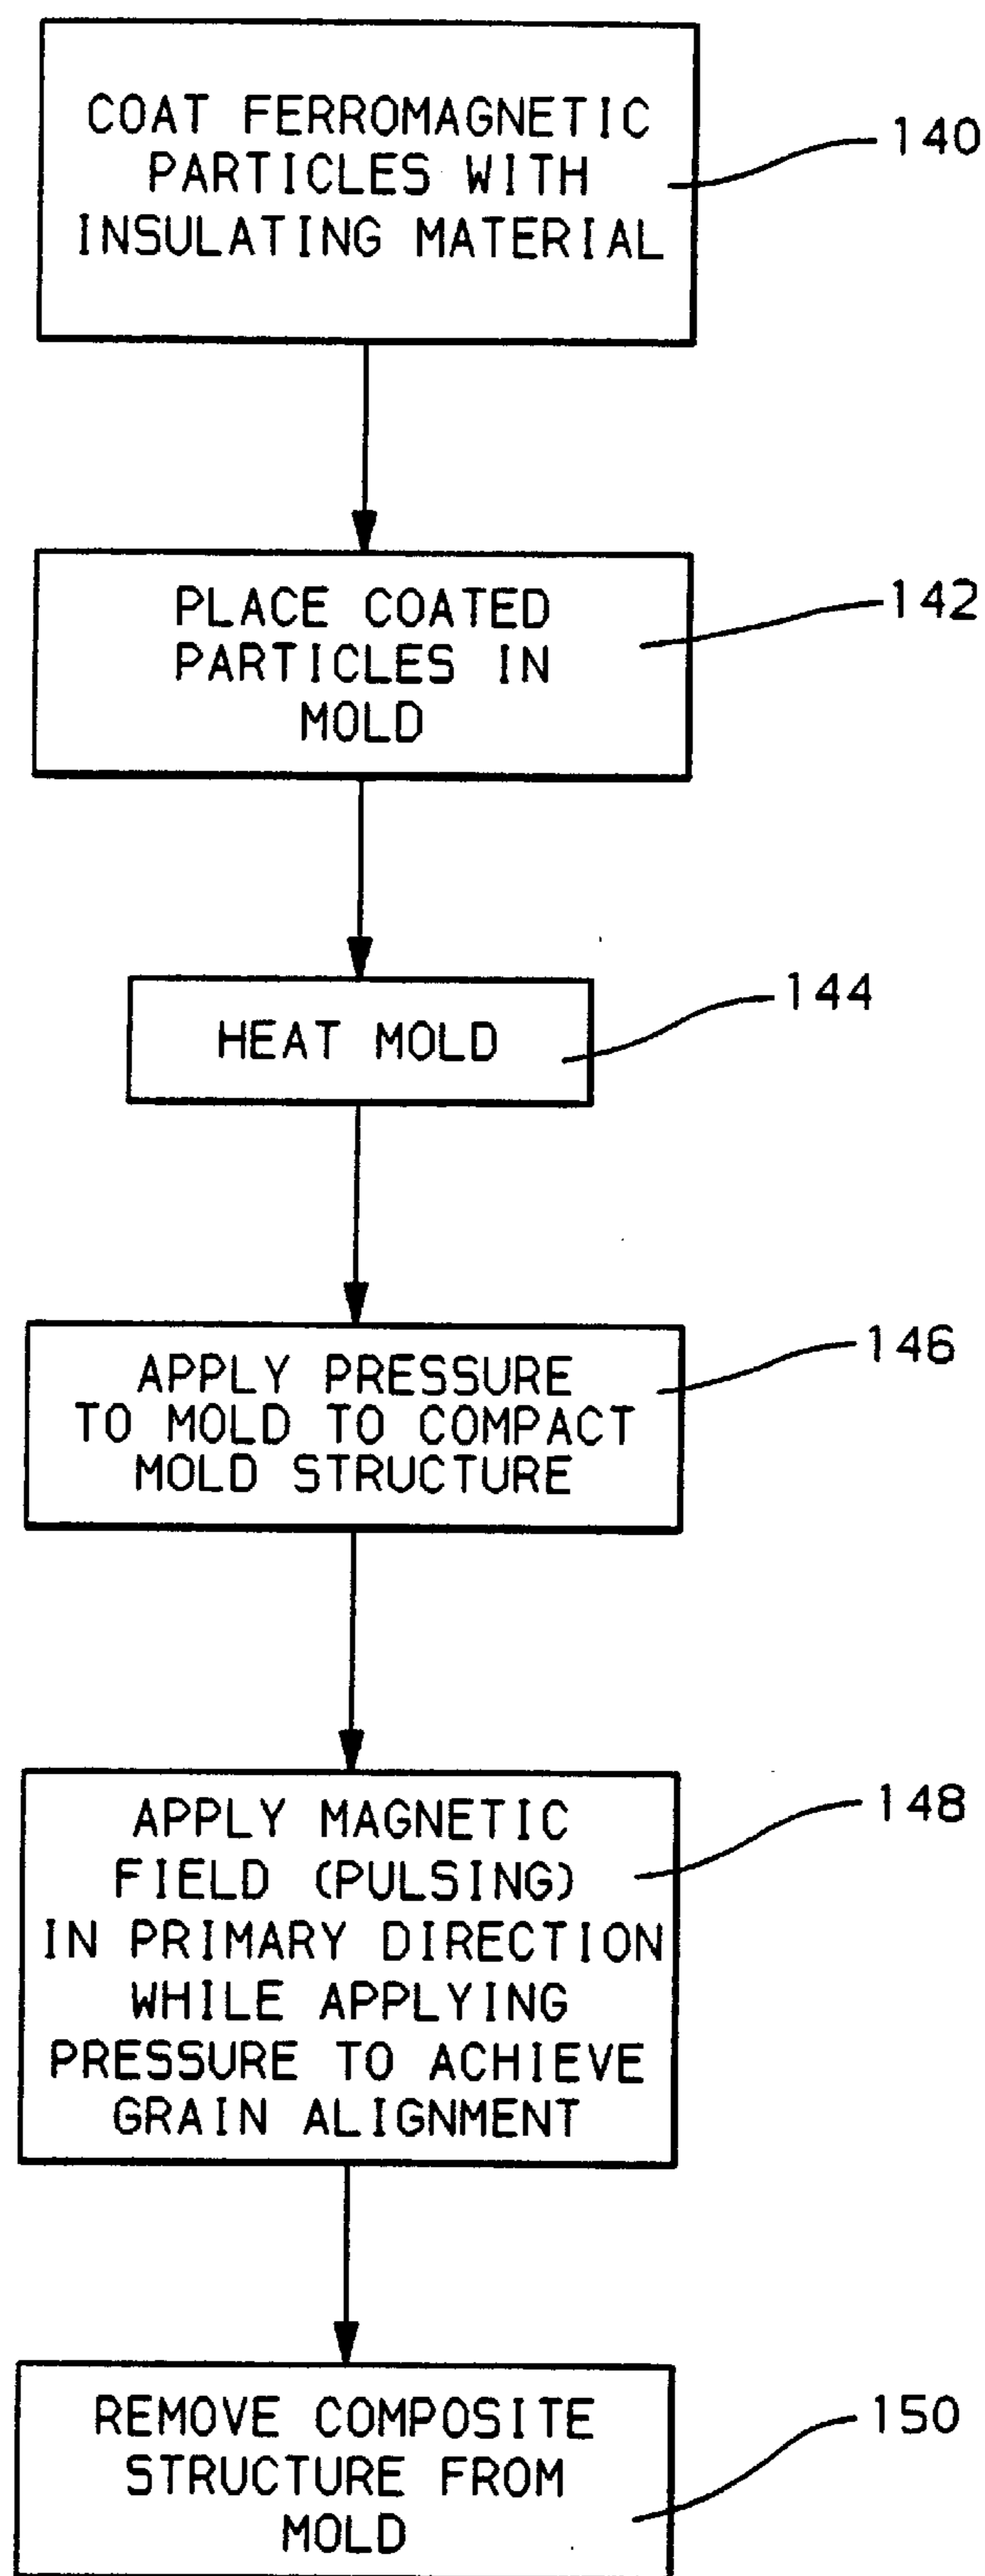 COAT FERROMAGNETIC
PARTICLES WITH
INSULATING MATERIAL
140
PLACE COATED
PARTICLES IN
MOLD
142
HEAT MOLD
144
APPLY PRESSURE
TO MOLD TO COMPACT
MOLD STRUCTURE
146
APPLY MAGNETIC
FIELD (PULSING)
IN PRIMARY DIRECTION
WHILE APPLYING
PRESSURE TO ACHIEVE
GRAIN ALIGNMENT
148
REMOVE COMPOSITE
STRUCTURE FROM
MOLD
150